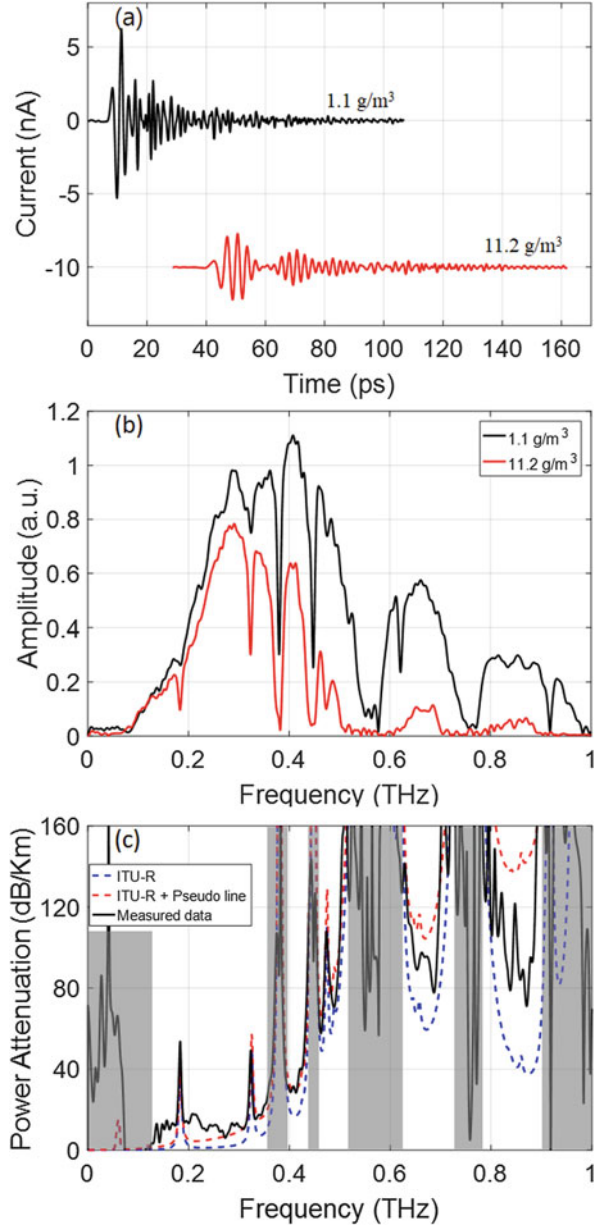 (a)
5
1.1 g/m³
0
-5
11.2 g/m³
-10
Current (nA)
0 20 40 60 80 100 120 140 160
Time (ps)
1.2
(b)
1.1 g/m³
11.2 g/m³
1
0.8
0.6
0.4
0.2
0
Amplitude (a.u.)
0 0.2 0.4 0.6 0.8 1
Frequency (THz)
160
(c)
ITU-R
ITU-R + Pseudo line
Measured data
120
80
40
0
Power Attenuation (dB/Km)
0 0.2 0.4 0.6 0.8 1
Frequency (THz)